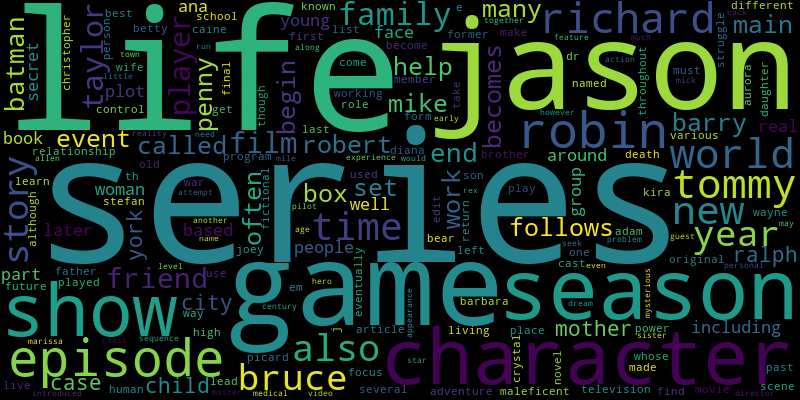 life
jason
series
game
season
show
character
episode
also
bruce
richard
robin
world
tommy
new
year
ralph
family
many
main
young
face
help
mike
player
taylor
batman
secret
christopher
ana
school
caine
best
person
betty
penny
plot
control
begin
becomes
barry
real
book
event
called
film
robert
end
around
various
death
story
relationship
program
woman
stefan
york
often
box
set
time
well
work
group
follows
people
friend
city
child
case
part
father
future
played
later
based
mother
including
living
power
place
barbara
cast
original
adam
wayne
kira
brother
diana
daughter
aurora
throughout
struggle
different
known
list
first
wife
town
run
final
though
fictional
joey
eventually
article
picard
focus
several
adventure
maleficent
television
find
movie
director
scene
past
made
whose
novel
crystal
mysterious
sister
personal
dream
century
hero
appearance
star
lead
high
way
human
live
introduced
marissa
class
sequence
master
medical
video
level
use
another
name
attempt
war
old
learn
although
th
allen
reality
need
little
get
last
mile
experience
would
early
form
member
working
role
come
become
former
together
feature
back
make
take
along
e
dr
named
action
must
mick
much
however
used
son
rex
return
edit
play
bear
left
seek
one
problem
guest
even
may
pilot
age
em
j